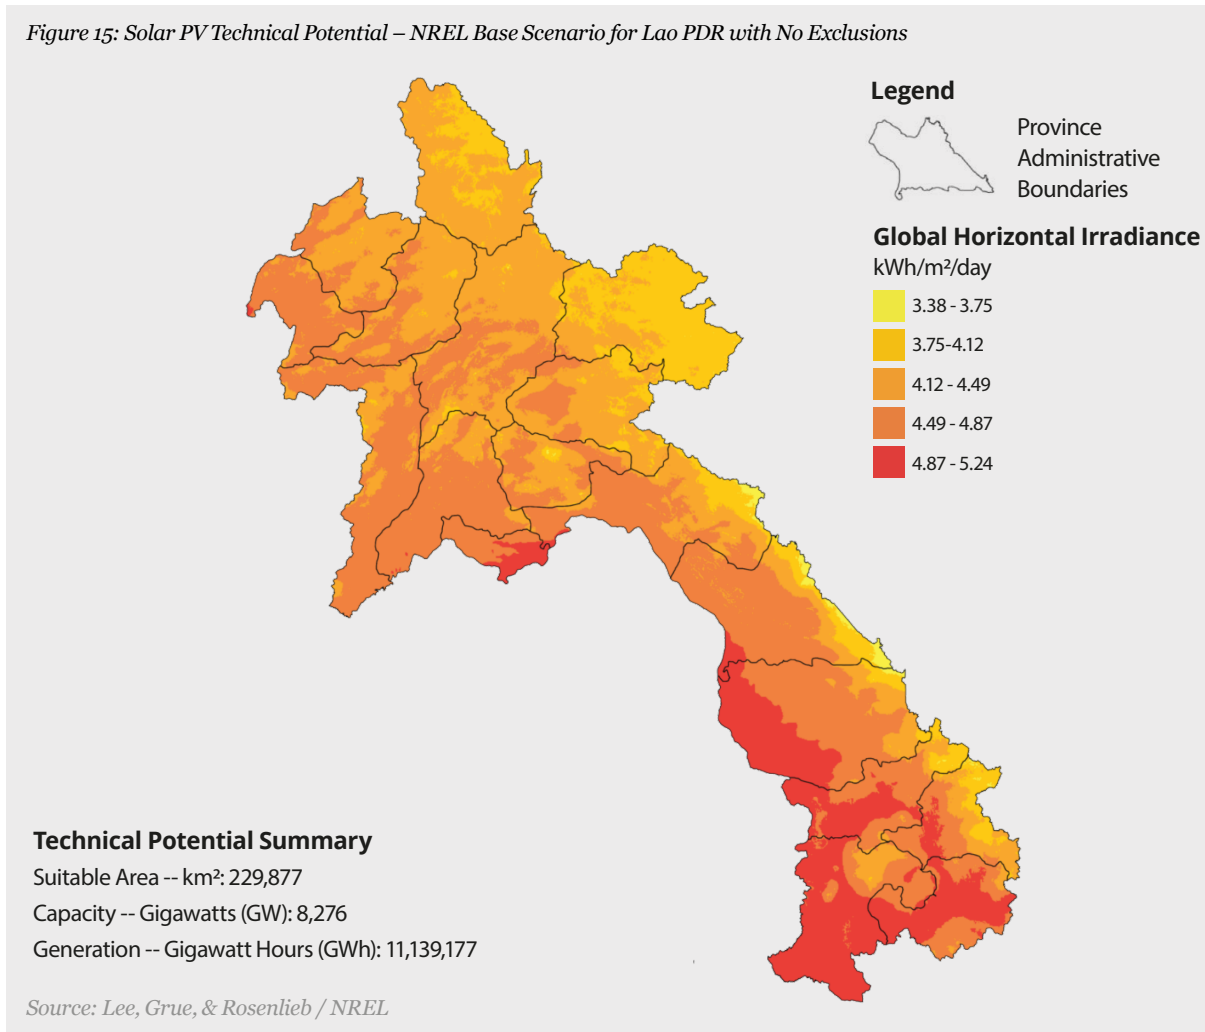 Figure 15: Solar PV Technical Potential – NREL Base Scenario for Lao PDR with No Exclusions
Legend
Province
Administrative
Boundaries
Global Horizontal Irradiance
kWh/m²/day
3.38 - 3.75
3.75-4.12
4.12 - 4.49
4.49 - 4.87
4.87 - 5.24
Technical Potential Summary
Suitable Area -- km²: 229,877
Capacity -- Gigawatts (GW): 8,276
Generation -- Gigawatt Hours (GWh): 11,139,177
Source: Lee, Grue, & Rosenlieb / NREL